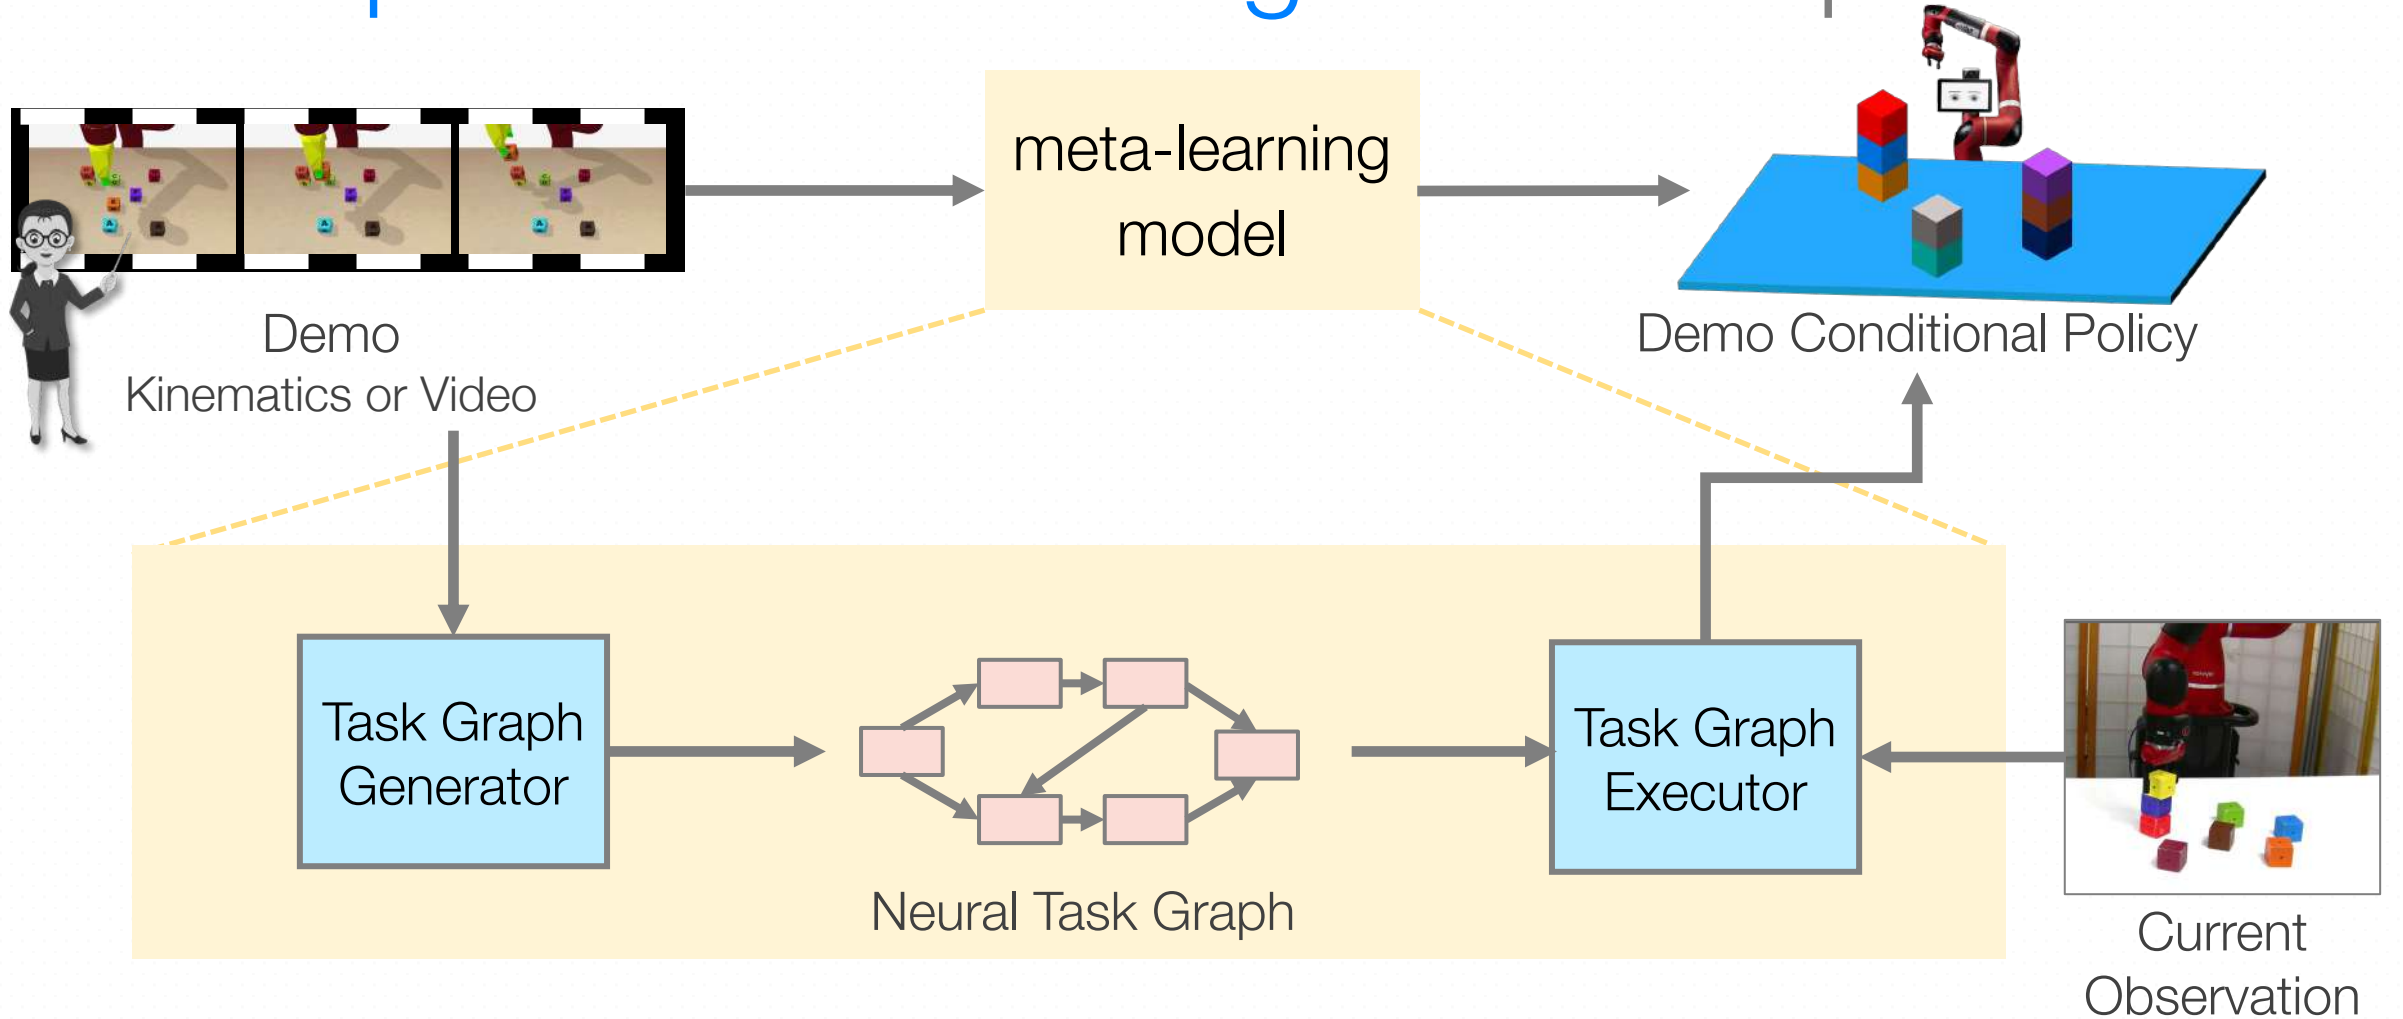 meta-learning
model
Demo
Kinematics or Video
Demo Conditional Policy
Task Graph
Generator
Neural Task Graph
Task Graph
Executor
Current
Observation